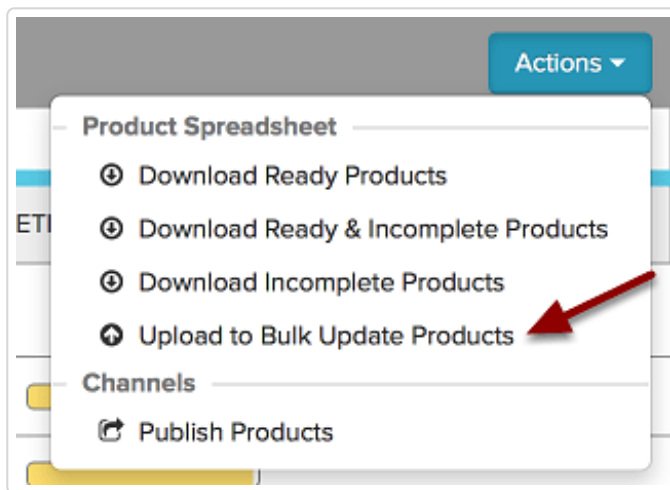 Actions
Product Spreadsheet
Download Ready Products
ETI
Download Ready & Incomplete Products
Download Incomplete Products
Upload to Bulk Update Products
Channels
Publish Products